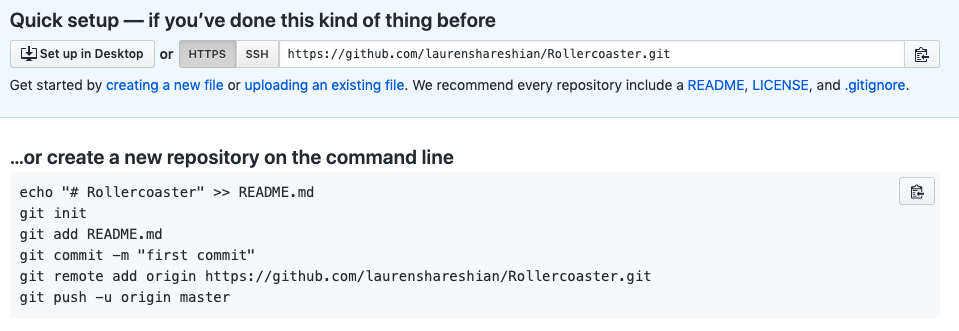 Quick setup — if you’ve done this kind of thing before
Set up in Desktop or HTTPS SSH https://github.com/laurenshareshian/Rollercoaster.git
Get started by creating a new file or uploading an existing file. We recommend every repository include a README, LICENSE, and .gitignore.
…or create a new repository on the command line
echo "# Rollercoaster" >> README.md
git init
git add README.md
git commit -m "first commit"
git remote add origin https://github.com/laurenshareshian/Rollercoaster.git
git push -u origin master